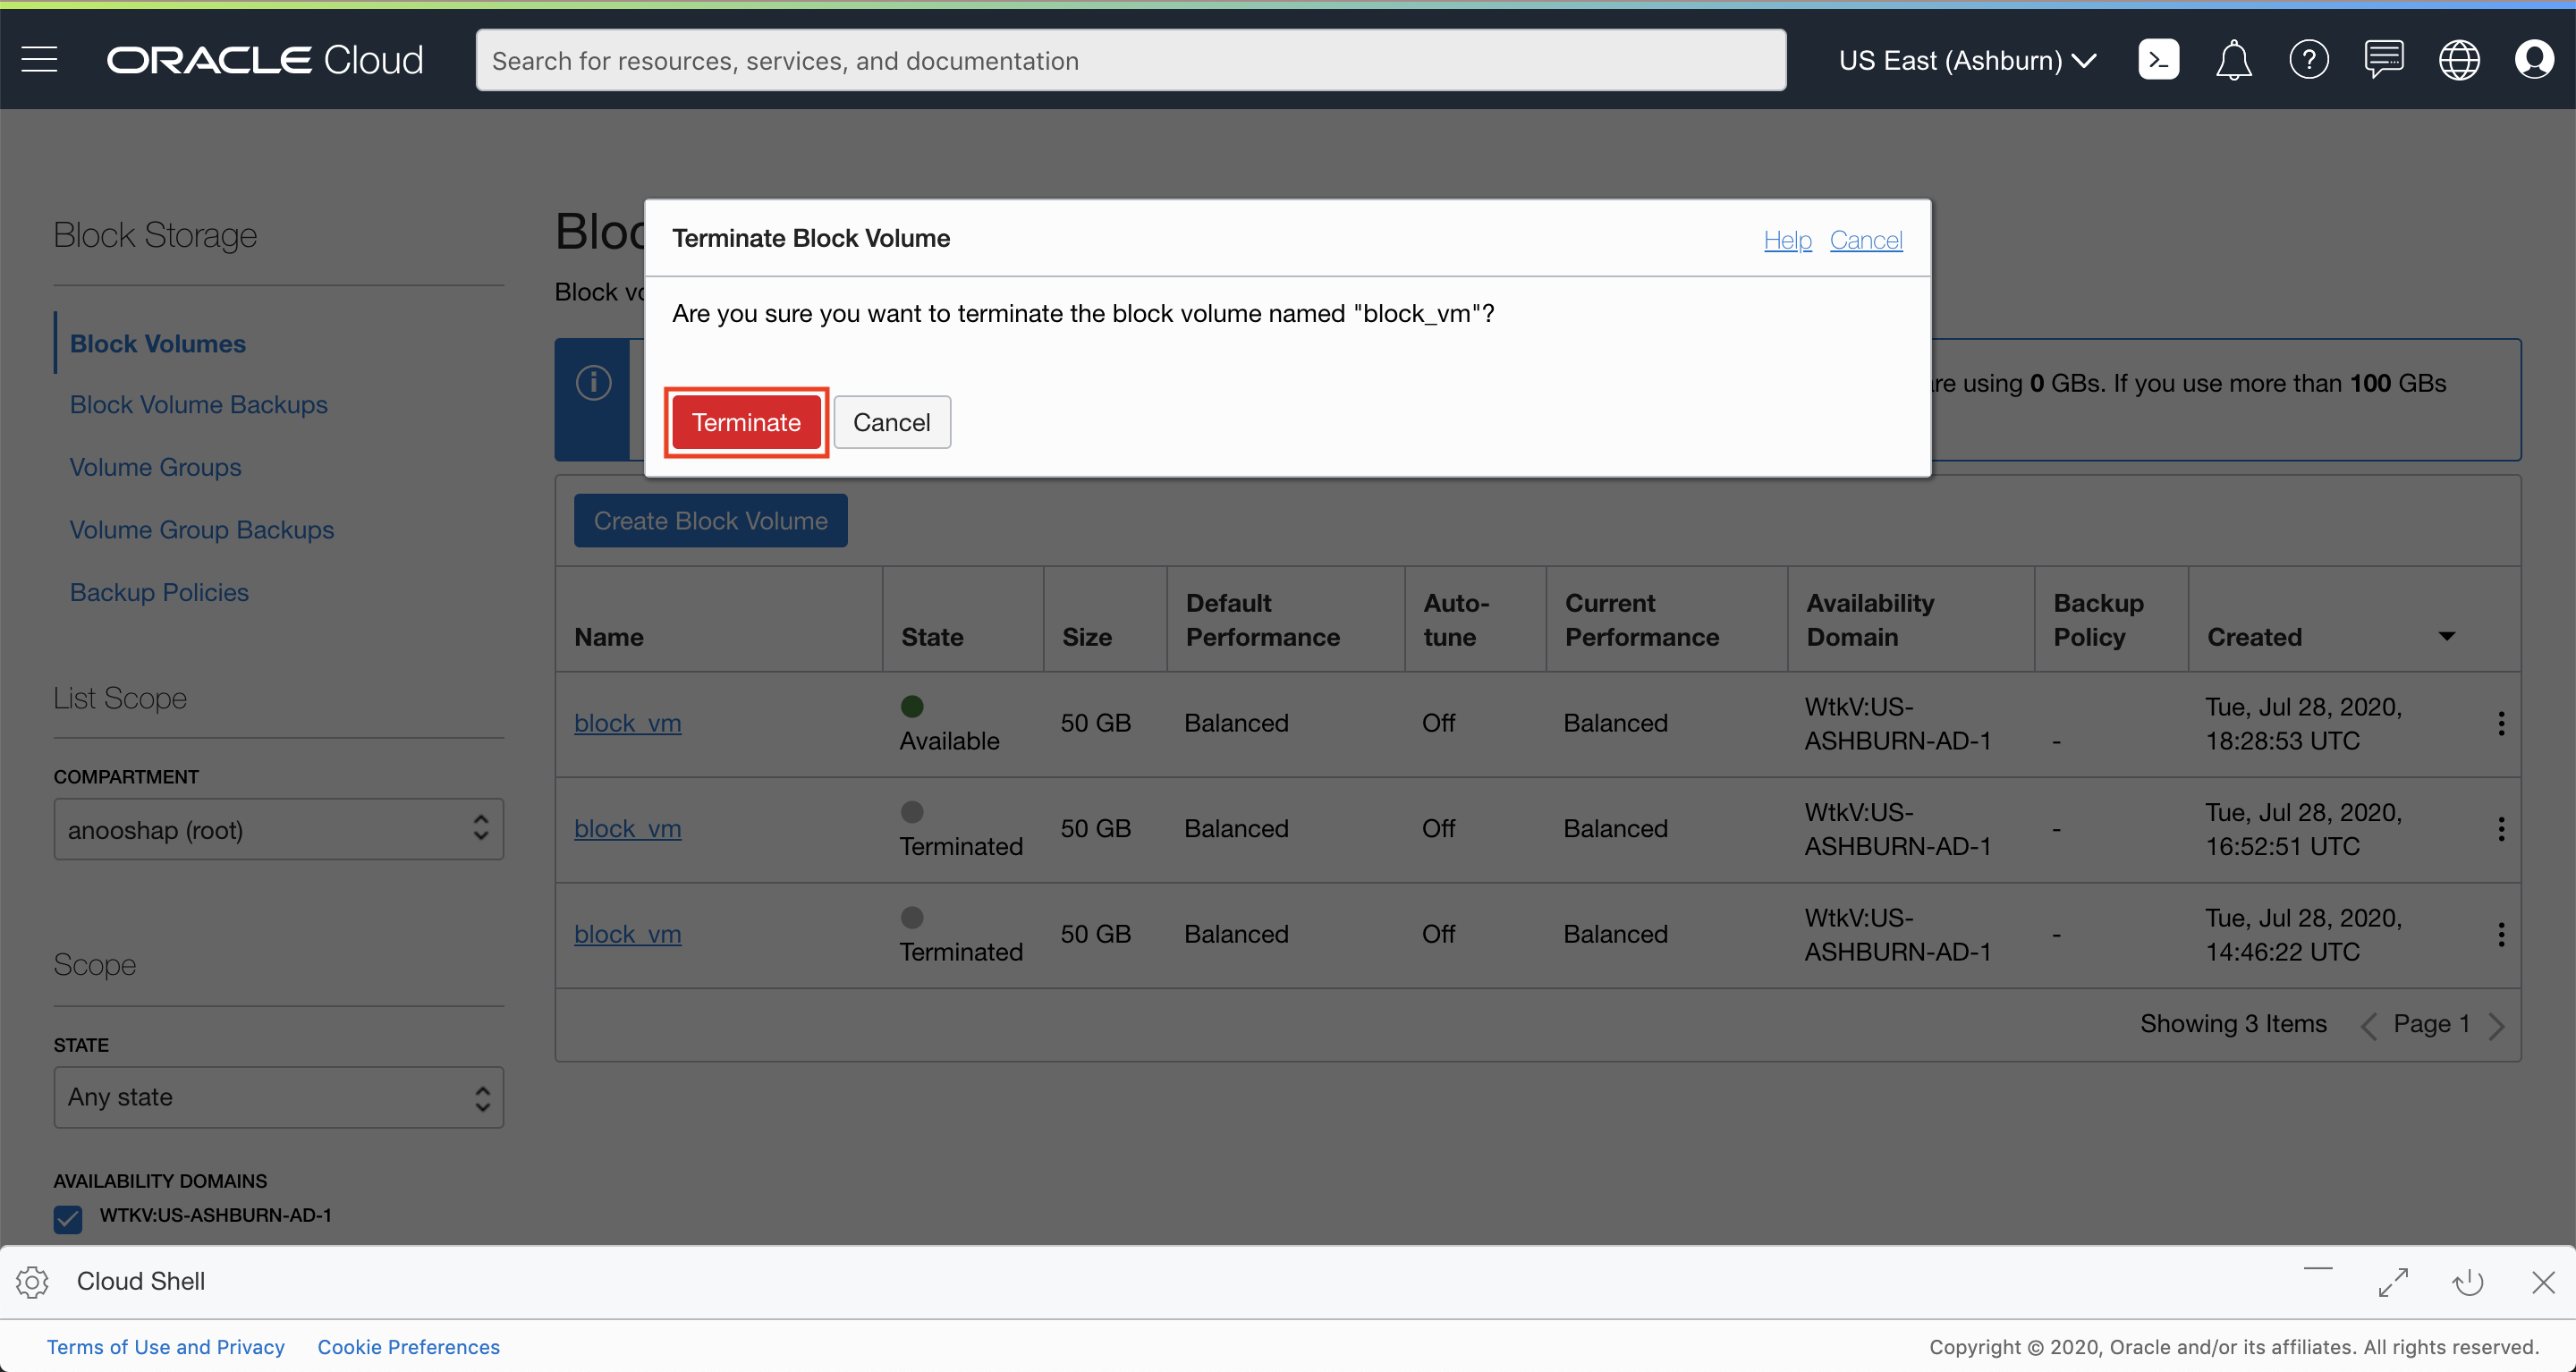 ORACLE Cloud
Search for resources, services, and documentation
US East (Ashburn)
Block Storage
Block Volumes
Block Volume Backups
Volume Groups
Volume Group Backups
Backup Policies
List Scope
COMPARTMENT
anooshap (root)
Scope
STATE
Any state
AVAILABILITY DOMAINS
WTKV:US-ASHBURN-AD-1
Terminate Block Volume
Help Cancel
Are you sure you want to terminate the block volume named "block_vm"?
Terminate Cancel
Block
using 0 GBs. If you use more than 100 GBs
Create Block Volume
Name State Size Default Performance Auto-tune Current Performance Availability Domain Backup Policy Created
block_vm Available 50 GB Balanced Off Balanced WtkV:US-ASHBURN-AD-1 - Tue, Jul 28, 2020, 18:28:53 UTC
block_vm Terminated 50 GB Balanced Off Balanced WtkV:US-ASHBURN-AD-1 - Tue, Jul 28, 2020, 16:52:51 UTC
block_vm Terminated 50 GB Balanced Off Balanced WtkV:US-ASHBURN-AD-1 - Tue, Jul 28, 2020, 14:46:22 UTC
Showing 3 Items Page 1
Cloud Shell
Terms of Use and Privacy Cookie Preferences
Copyright © 2020, Oracle and/or its affiliates. All rights reserved.